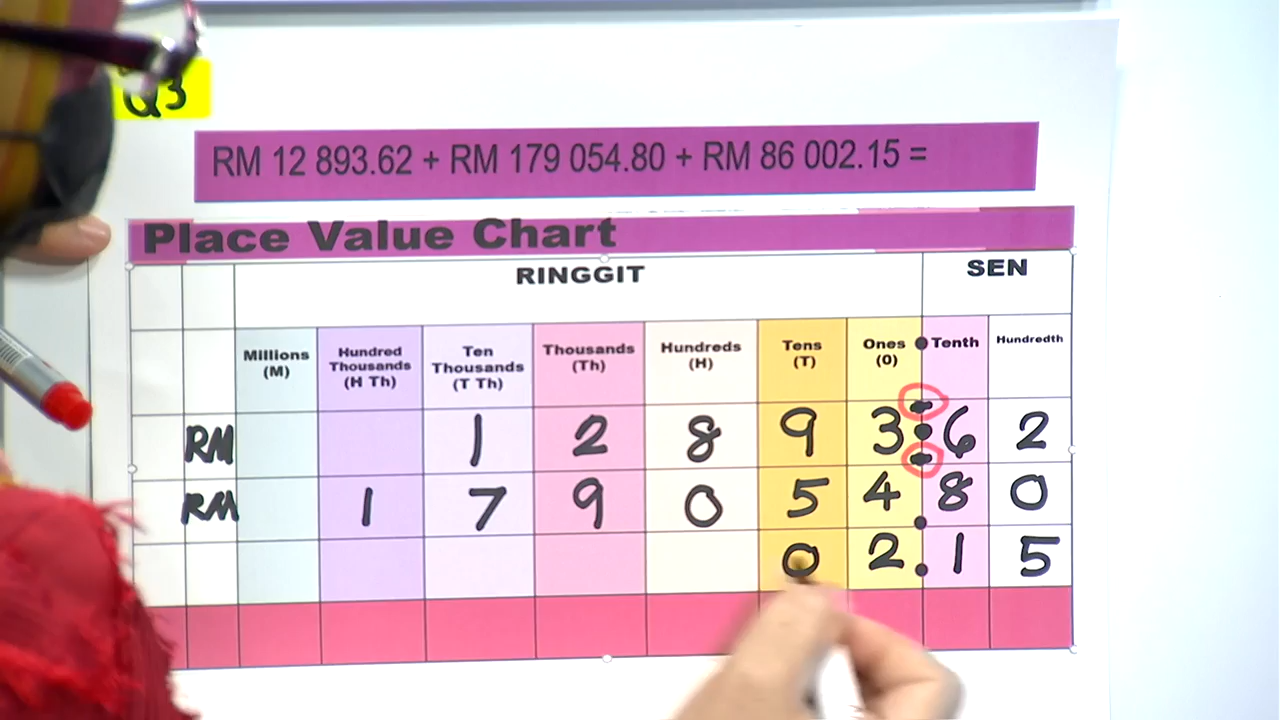 Q3
RM 12 893.62 + RM 179 054.80 + RM 86 002.15 =
Place Value Chart
RINGGIT SEN
Millions (M) Hundred Thousands (H Th) Ten Thousands (T Th) Thousands (Th) Hundreds (H) Tens (T) Ones (0) Tenth Hundredth
RM 1 2 8 9 3 . 6 2
RM 1 7 9 0 5 4 . 8 0
0 2 . 1 5